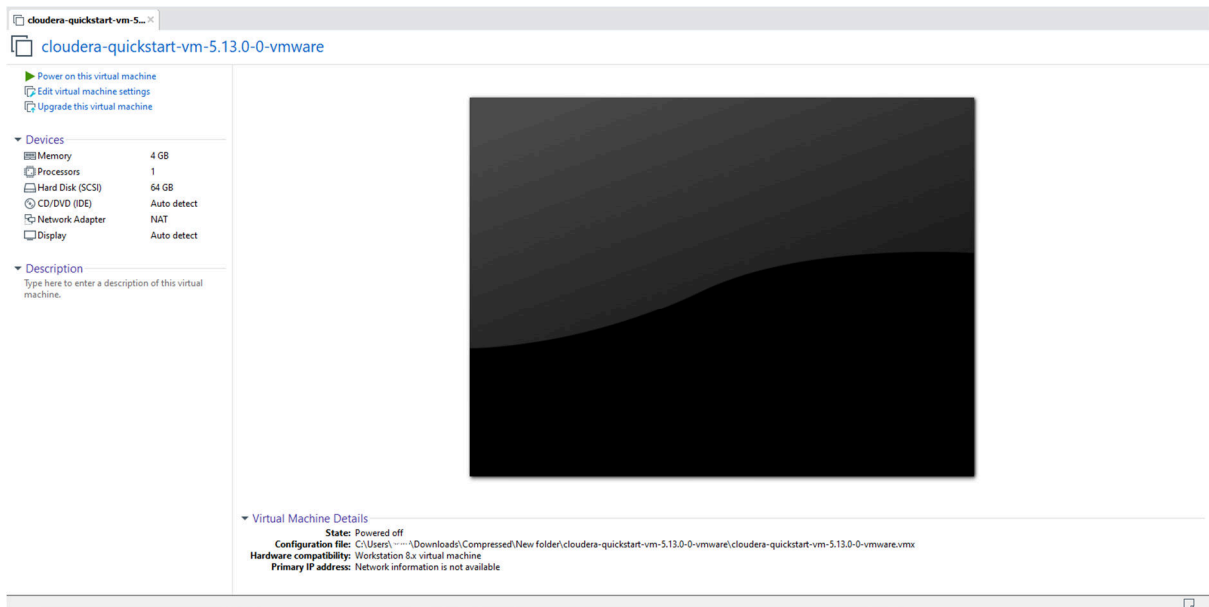 cloudera-quickstart-vm-5...
cloudera-quickstart-vm-5.13.0-0-vmware
Power on this virtual machine
Edit virtual machine settings
Upgrade this virtual machine
Devices
Memory 4 GB
Processors 1
Hard Disk (SCSI) 64 GB
CD/DVD (IDE) Auto detect
Network Adapter NAT
Display Auto detect
Description
Type here to enter a description of this virtual
machine.
Virtual Machine Details
State: Powered off
Configuration file: C:\Users\ \Downloads\Compressed\New folder\cloudera-quickstart-vm-5.13.0-0-vmware\cloudera-quickstart-vm-5.13.0-0-vmware.vmx
Hardware compatibility: Workstation 8.x virtual machine
Primary IP address: Network information is not available